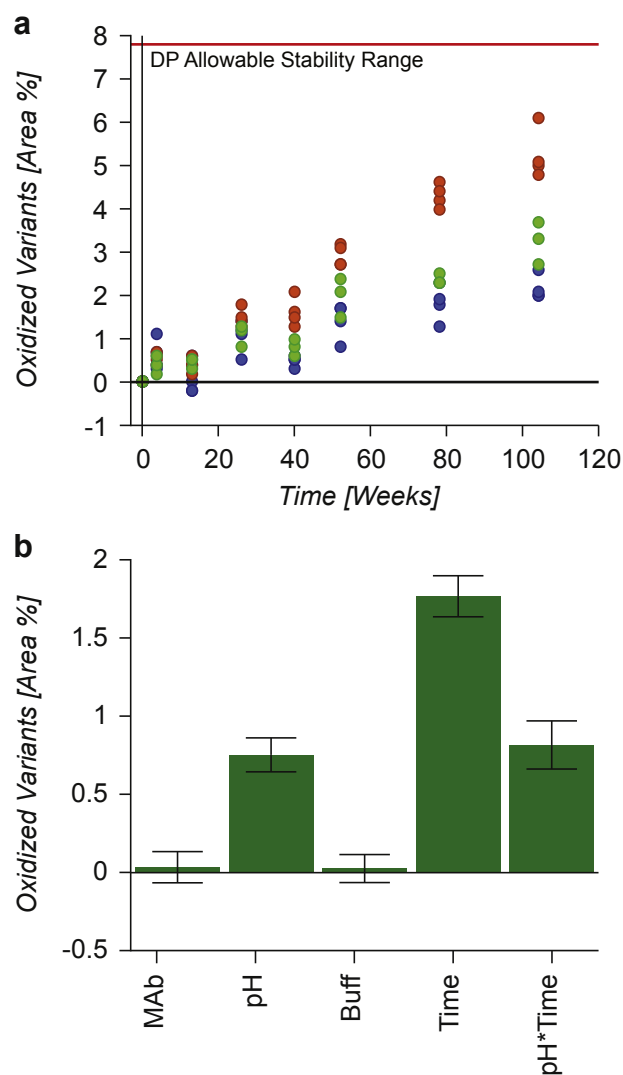 a
Oxidized Variants [Area %]
8
7
6
5
4
3
2
1
0
-1
DP Allowable Stability Range
0 20 40 60 80 100 120
Time [Weeks]
b
Oxidized Variants [Area %]
2
1.5
1
0.5
0
-0.5
MAb pH Buff Time pH*Time